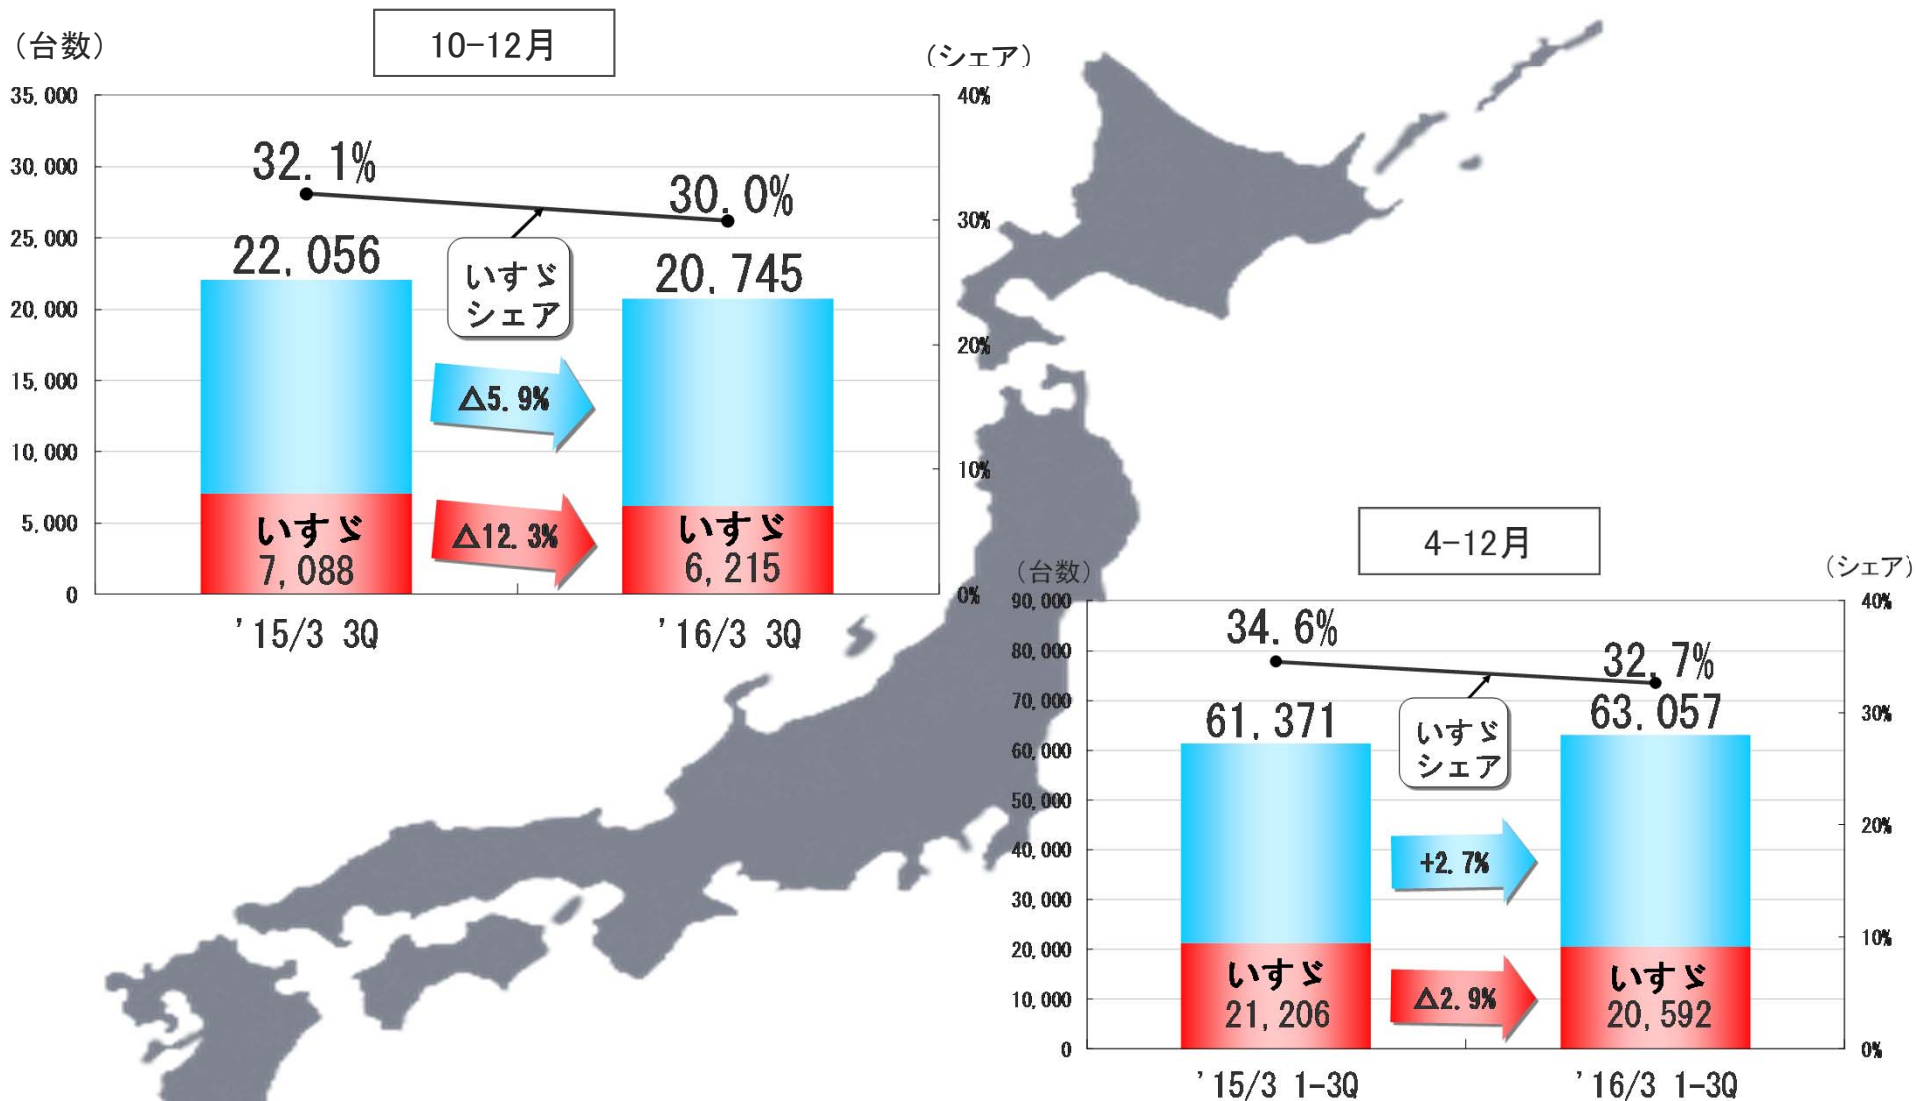 10-12月
（台数）
（シェア）
35,000
30,000
25,000
20,000
15,000
10,000
5,000
0
40%
30%
20%
10%
0%
32.1%
30.0%
22,056
20,745
いすゞ
シェア
△5.9%
△12.3%
いすゞ
7,088
いすゞ
6,215
'15/3 3Q
'16/3 3Q
4-12月
（台数）
（シェア）
90,000
80,000
70,000
60,000
50,000
40,000
30,000
20,000
10,000
0
40%
30%
20%
10%
0%
34.6%
32.7%
61,371
63,057
いすゞ
シェア
+2.7%
△2.9%
いすゞ
21,206
いすゞ
20,592
'15/3 1-3Q
'16/3 1-3Q